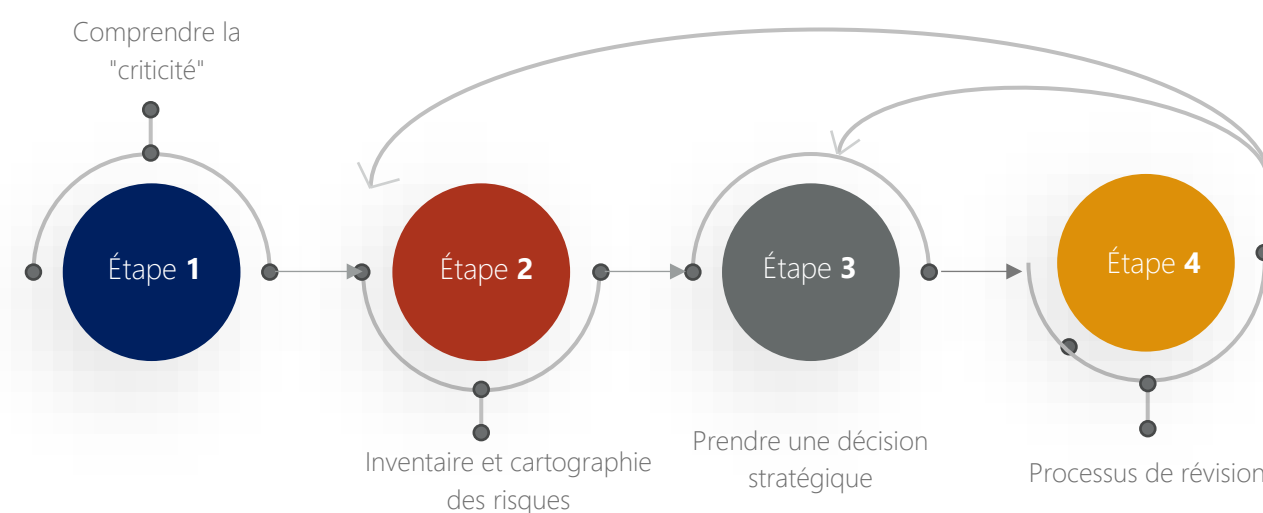 Comprendre la
"criticité"
Étape 1
Étape 2
Étape 3
Étape 4
Inventaire et cartographie
des risques
Prendre une décision
stratégique
Processus de révision